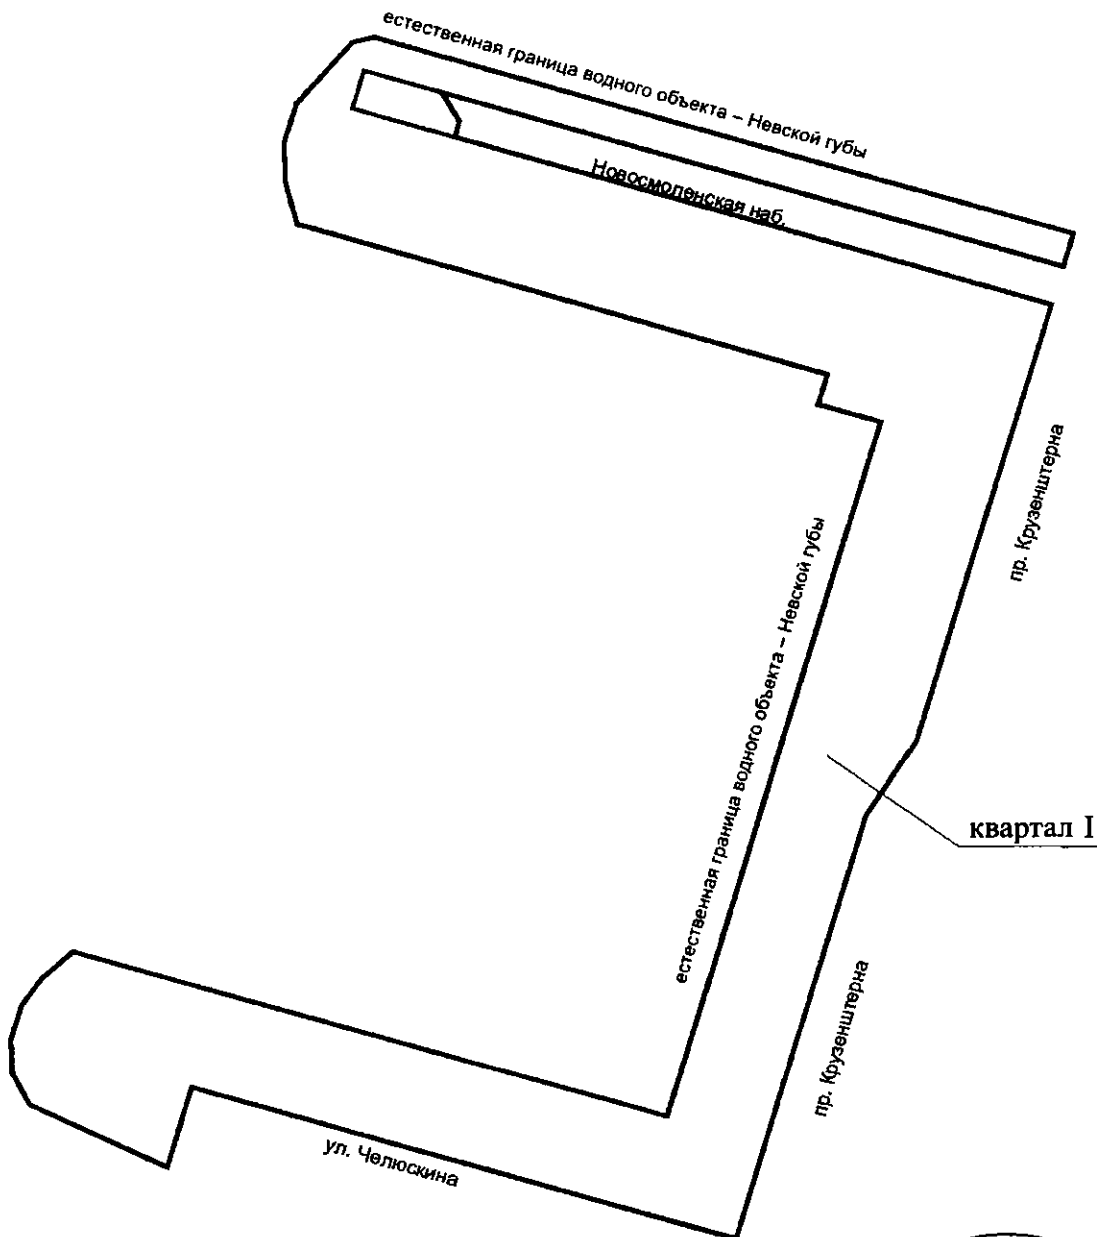 естественная граница водного объекта – Невской губы
Новосмоленская наб.
пр. Крузенштерна
естественная граница водного объекта – Невской губы
квартал I
пр. Крузенштерна
ул. Челюскина